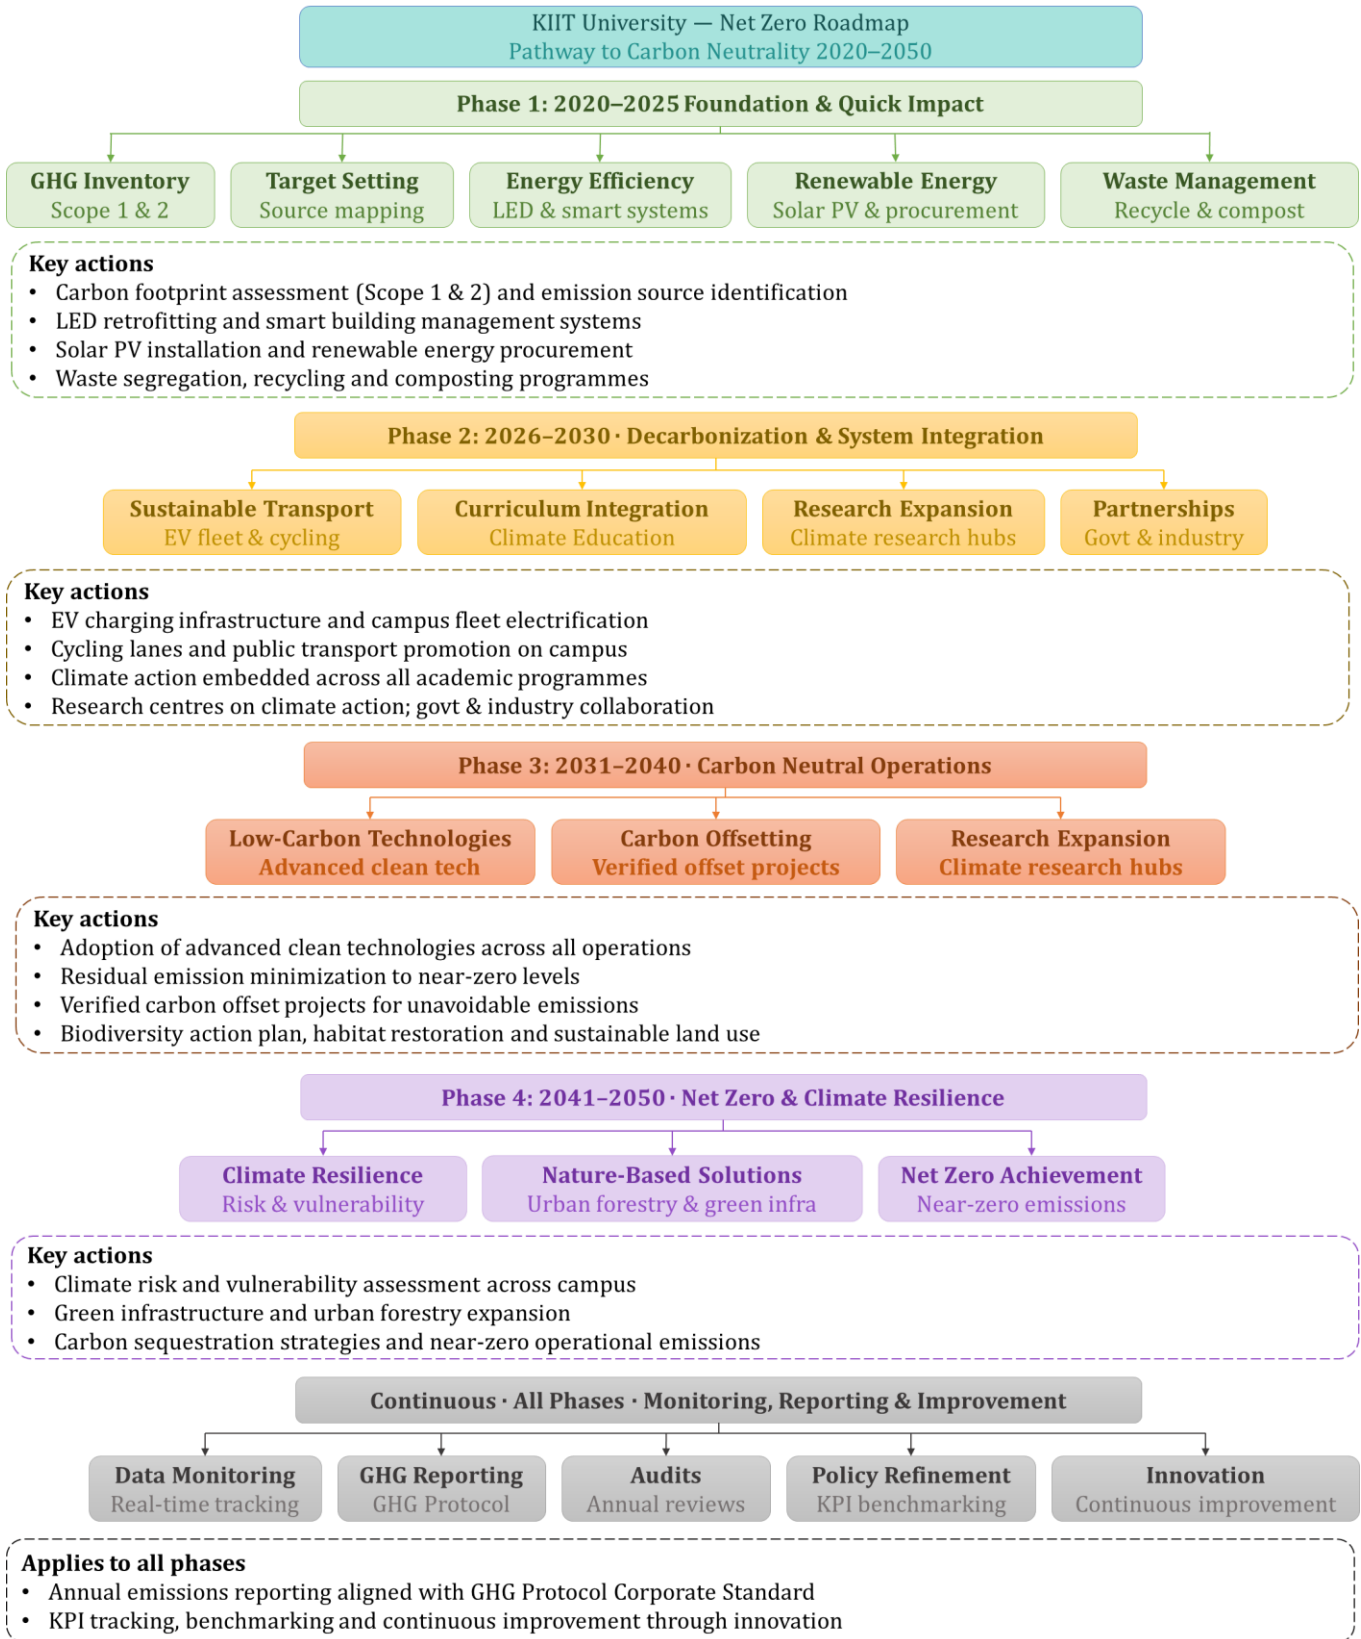 KIIT University — Net Zero Roadmap
Pathway to Carbon Neutrality 2020–2050
Phase 1: 2020–2025 Foundation & Quick Impact
GHG Inventory
Scope 1 & 2
Target Setting
Source mapping
Energy Efficiency
LED & smart systems
Renewable Energy
Solar PV & procurement
Waste Management
Recycle & compost
Key actions
• Carbon footprint assessment (Scope 1 & 2) and emission source identification
• LED retrofitting and smart building management systems
• Solar PV installation and renewable energy procurement
• Waste segregation, recycling and composting programmes
Phase 2: 2026–2030 · Decarbonization & System Integration
Sustainable Transport
EV fleet & cycling
Curriculum Integration
Climate Education
Research Expansion
Climate research hubs
Partnerships
Govt & industry
Key actions
• EV charging infrastructure and campus fleet electrification
• Cycling lanes and public transport promotion on campus
• Climate action embedded across all academic programmes
• Research centres on climate action; govt & industry collaboration
Phase 3: 2031–2040 · Carbon Neutral Operations
Low-Carbon Technologies
Advanced clean tech
Carbon Offsetting
Verified offset projects
Research Expansion
Climate research hubs
Key actions
• Adoption of advanced clean technologies across all operations
• Residual emission minimization to near-zero levels
• Verified carbon offset projects for unavoidable emissions
• Biodiversity action plan, habitat restoration and sustainable land use
Phase 4: 2041–2050 · Net Zero & Climate Resilience
Climate Resilience
Risk & vulnerability
Nature-Based Solutions
Urban forestry & green infra
Net Zero Achievement
Near-zero emissions
Key actions
• Climate risk and vulnerability assessment across campus
• Green infrastructure and urban forestry expansion
• Carbon sequestration strategies and near-zero operational emissions
Continuous · All Phases · Monitoring, Reporting & Improvement
Data Monitoring
Real-time tracking
GHG Reporting
GHG Protocol
Audits
Annual reviews
Policy Refinement
KPI benchmarking
Innovation
Continuous improvement
Applies to all phases
• Annual emissions reporting aligned with GHG Protocol Corporate Standard
• KPI tracking, benchmarking and continuous improvement through innovation